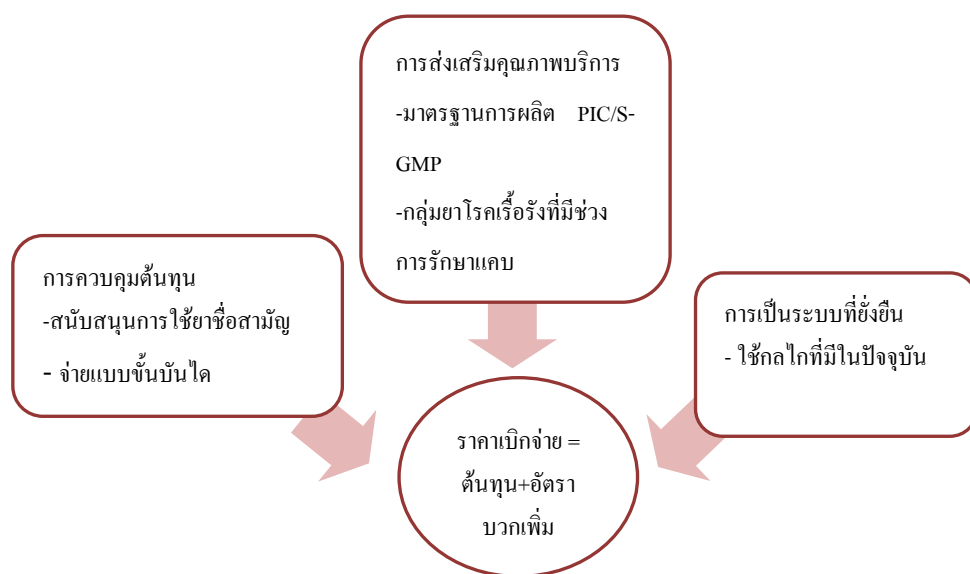 การส่งเสริมคุณภาพบริการ
-มาตรฐานการผลิต PIC/S-
GMP
-กลุ่มยาโรคเรื้อรังที่มีช่วง
การรักษาแคบ
การควบคุมต้นทุน
-สนับสนุนการใช้ยาชื่อสามัญ
- จ่ายแบบขั้นบันได
การเป็นระบบที่ยั่งยืน
- ใช้กลไกที่มีในปัจจุบัน
ราคาเบิกจ่าย =
ต้นทุน+อัตรา
บวกเพิ่ม